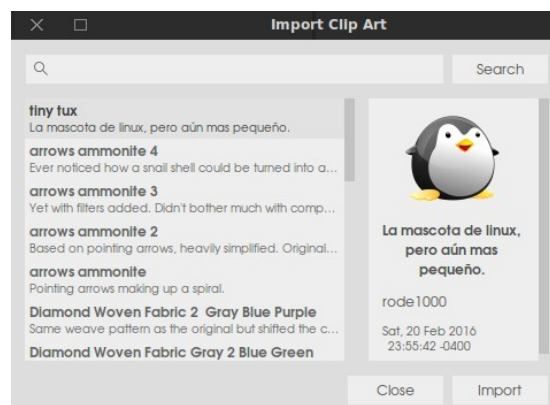 Import Clip Art
Search
tiny tux
La mascota de linux, pero aún mas pequeño.
arrows ammonite 4
Ever noticed how a snail shell could be turned into a...
arrows ammonite 3
Yet with filters added. Didn't bother much with comp...
arrows ammonite 2
Based on pointing arrows, heavily simplified. Original...
arrows ammonite
Pointing arrows making up a spiral.
Diamond Woven Fabric 2 Gray Blue Purple
Same weave pattern as the original but shifted the c...
Diamond Woven Fabric Gray 2 Blue Green
La mascota de linux,
pero aún mas
pequeño.
rode1000
Sat, 20 Feb 2016
23:55:42 -0400
Close
Import